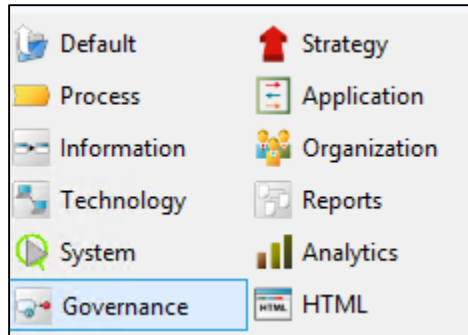 Default
Strategy
Process
Application
Information
Organization
Technology
Reports
System
Analytics
Governance
HTML
HTML